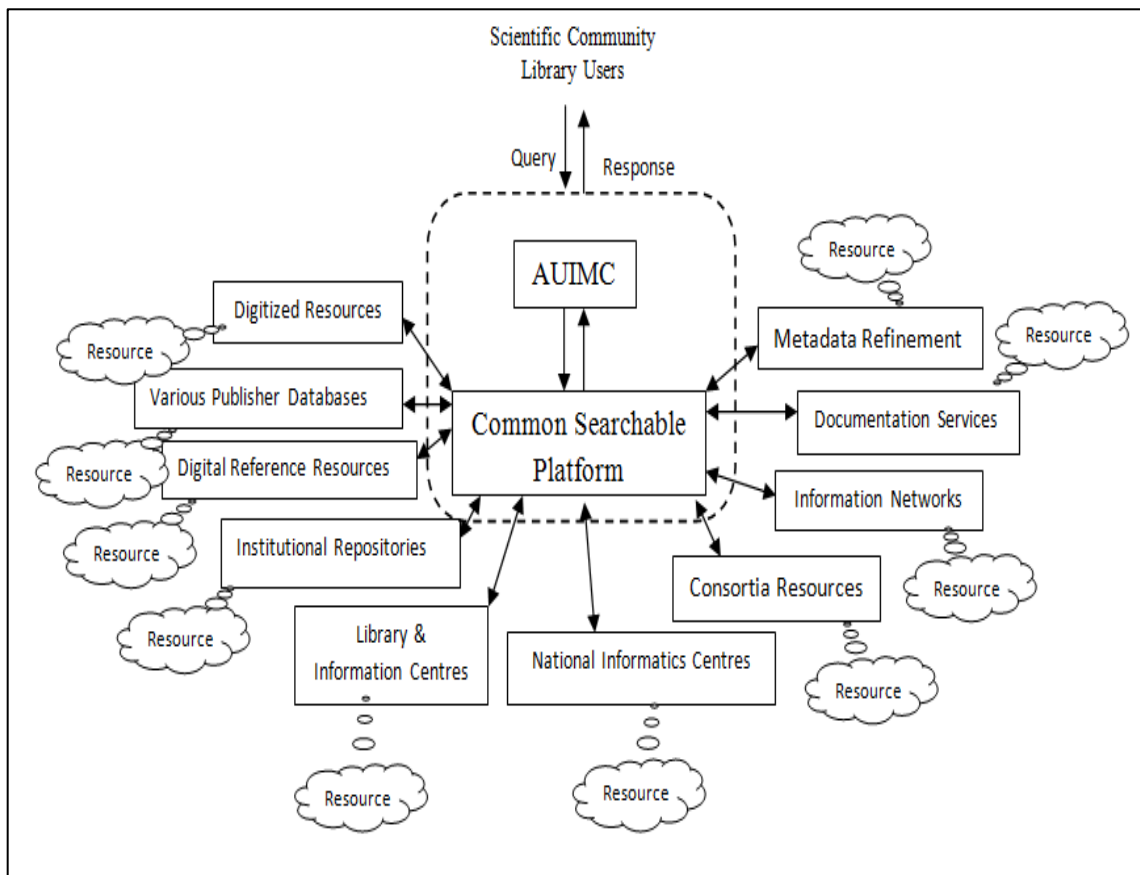 Scientific Community
Library Users
Query
Response
AUIMC
Resource
Digitized Resources
Resource
Metadata Refinement
Resource
Various Publisher Databases
Common Searchable
Platform
Documentation Services
Resource
Digital Reference Resources
Information Networks
Resource
Institutional Repositories
Consortia Resources
Resource
Resource
Library &
Information Centres
National Informatics Centres
Resource
Resource
Resource